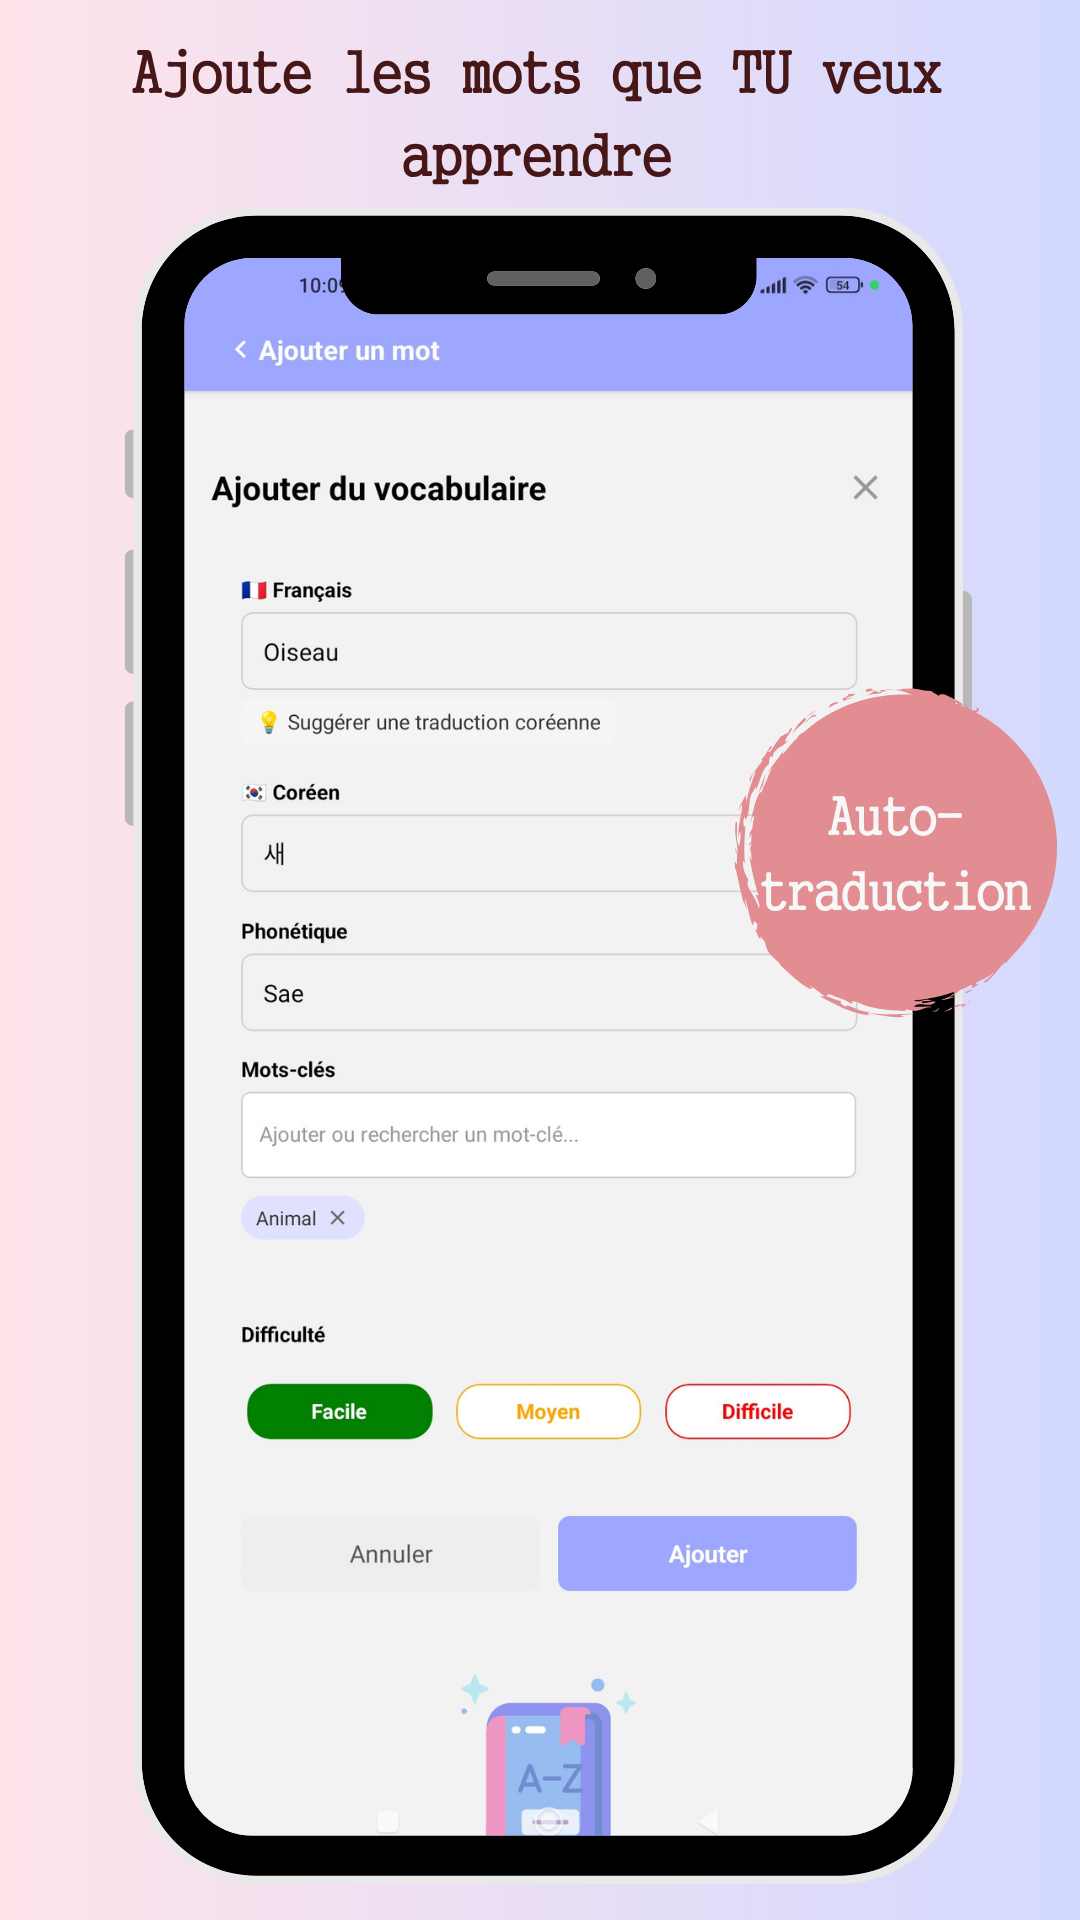 Ajoute les mots que TU veux
apprendre
54
Ajouter un mot
Ajouter du vocabulaire
Français
Oiseau
Suggérer une traduction coréenne
Coréen
새
Auto-
traduction
Phonétique
Sae
Mots-clés
Ajouter ou rechercher un mot-clé...
Animal
Difficulté
Facile Moyen Difficile
Annuler Ajouter
A-Z